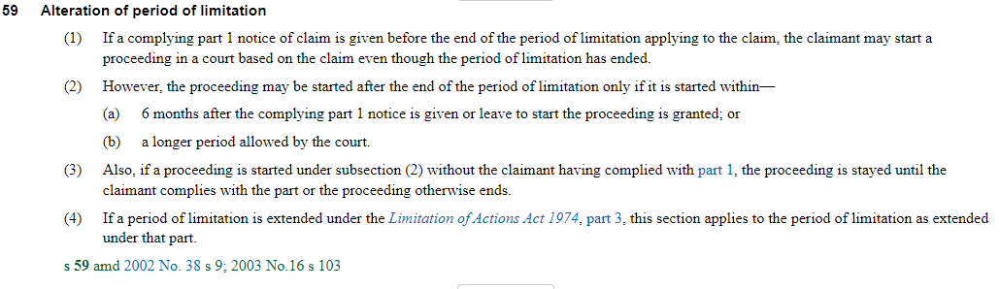 59 Alteration of period of limitation
(1) If a complying part 1 notice of claim is given before the end of the period of limitation applying to the claim, the claimant may start a
proceeding in a court based on the claim even though the period of limitation has ended.
(2) However, the proceeding may be started after the end of the period of limitation only if it is started within—
(a) 6 months after the complying part 1 notice is given or leave to start the proceeding is granted; or
(b) a longer period allowed by the court.
(3) Also, if a proceeding is started under subsection (2) without the claimant having complied with part 1, the proceeding is stayed until the
claimant complies with the part or the proceeding otherwise ends.
(4) If a period of limitation is extended under the Limitation of Actions Act 1974, part 3, this section applies to the period of limitation as extended
under that part.
s 59 amd 2002 No. 38 s 9; 2003 No.16 s 103